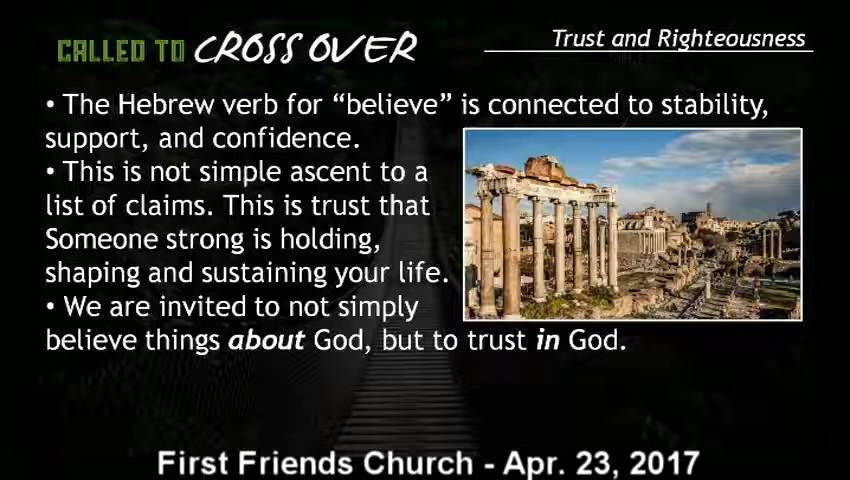 CALLED TO CROSS OVER
Trust and Righteousness
• The Hebrew verb for “believe” is connected to stability,
support, and confidence.
• This is not simple ascent to a
list of claims. This is trust that
Someone strong is holding,
shaping and sustaining your life.
• We are invited to not simply
believe things about God, but to trust in God.
First Friends Church - Apr. 23, 2017